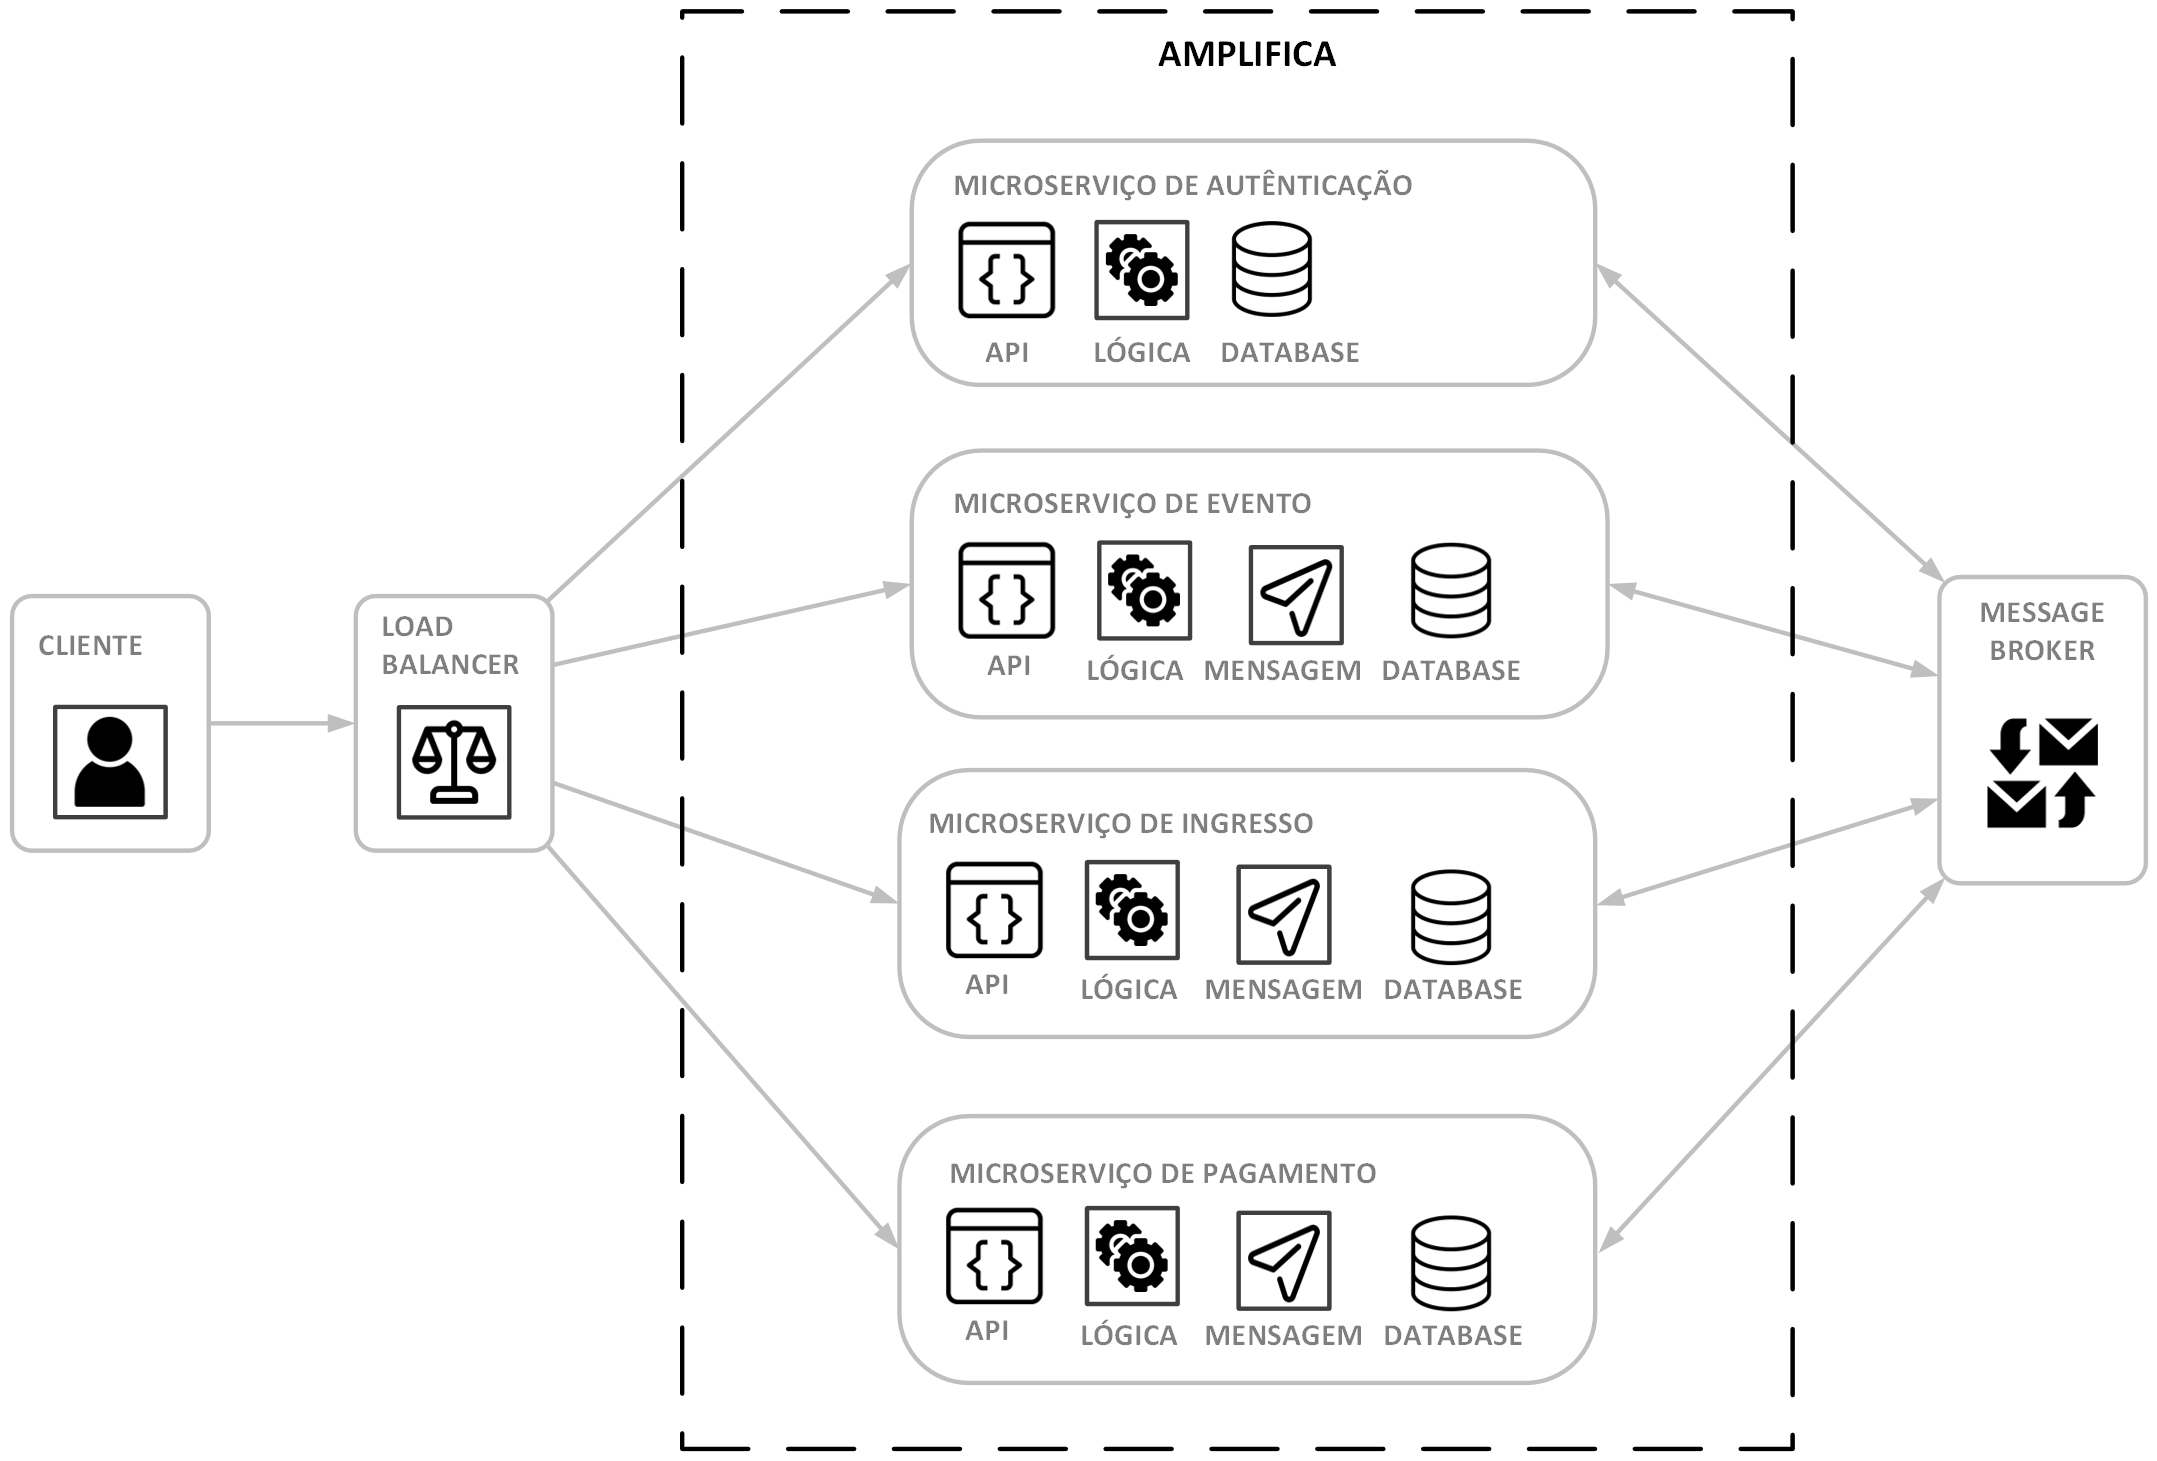 AMPLIFICA
MICROSERVIÇO DE AUTÊNTICAÇÃO
API LÓGICA DATABASE
MICROSERVIÇO DE EVENTO
API LÓGICA MENSAGEM DATABASE
CLIENTE
LOAD
BALANCER
MESSAGE
BROKER
MICROSERVIÇO DE INGRESSO
API LÓGICA MENSAGEM DATABASE
MICROSERVIÇO DE PAGAMENTO
API LÓGICA MENSAGEM DATABASE